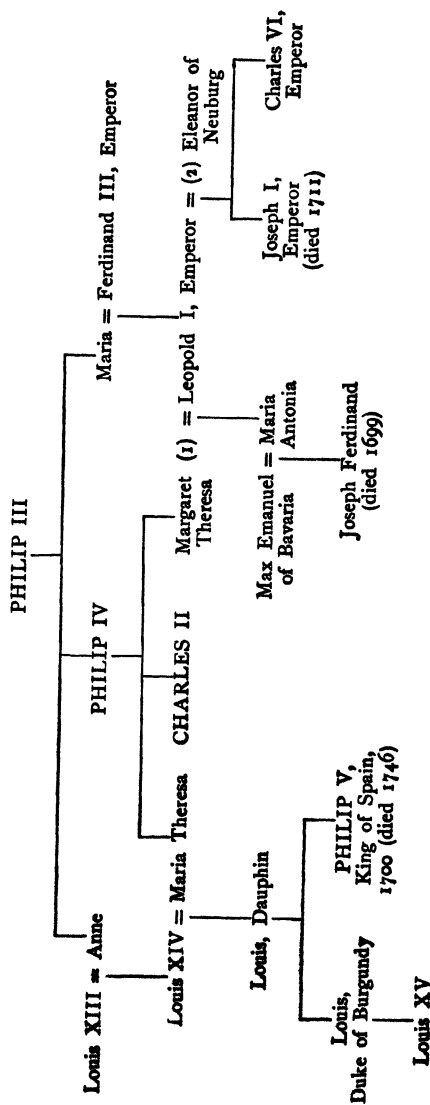 PHILIP III
Louis XIII = Anne
PHILIP IV
Maria = Ferdinand III, Emperor
Louis XIV = Maria Theresa
CHARLES II
Margaret (1) = Leopold I, Emperor = (2) Eleanor of
Theresa
Neuburg
Louis, Dauphin
Max Emanuel = Maria
of Bavaria
Antonia
Joseph I,
Emperor
(died 1711)
Charles VI,
Emperor
Louis,
Duke of Burgundy
PHILIP V,
King of Spain,
1700 (died 1746)
Joseph Ferdinand
(died 1699)
Louis XV